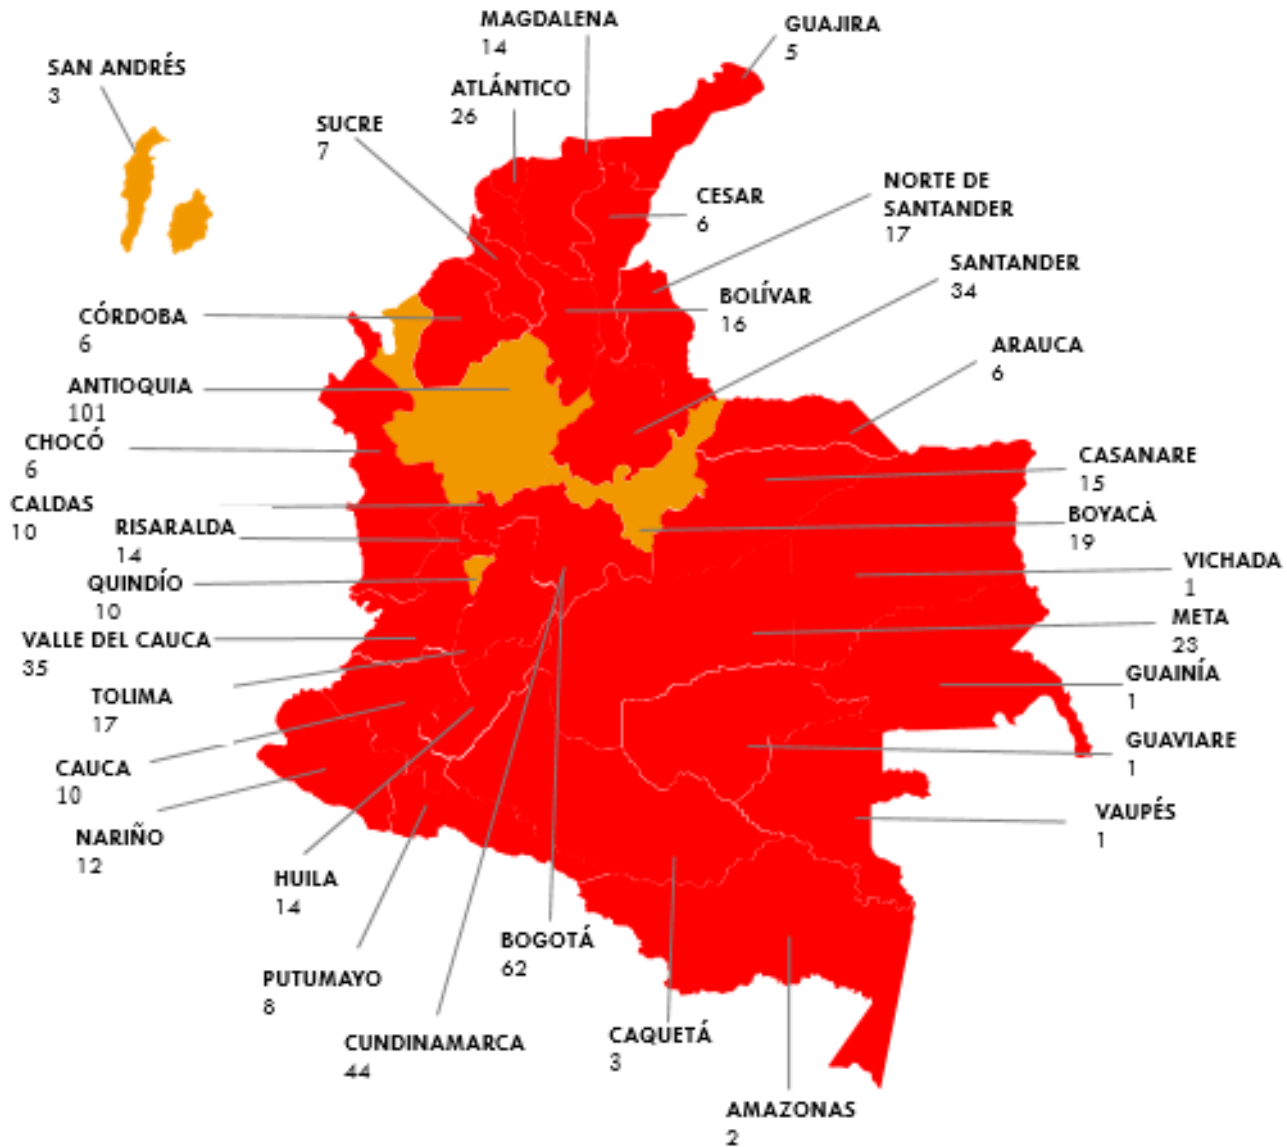 MAGDALENA
14
GUAJIRA
5
SAN ANDRÉS
3
ATLÁNTICO
26
SUCRE
7
CESAR
6
NORTE DE
SANTANDER
17
SANTANDER
34
BOLÍVAR
16
CÓRDOBA
6
ARAUCA
6
ANTIOQUIA
101
CHOCÓ
6
CASANARE
15
CALDAS
10
BOYACÁ
19
RISARALDA
14
VICHADA
1
QUINDÍO
10
META
23
VALLE DEL CAUCA
35
GUAINÍA
1
TOLIMA
17
GUAVIARE
1
CAUCA
10
VAUPÉS
1
NARIÑO
12
HUILA
14
BOGOTÁ
62
PUTUMAYO
8
CUNDINAMARCA
44
CAQUETÁ
3
AMAZONAS
2